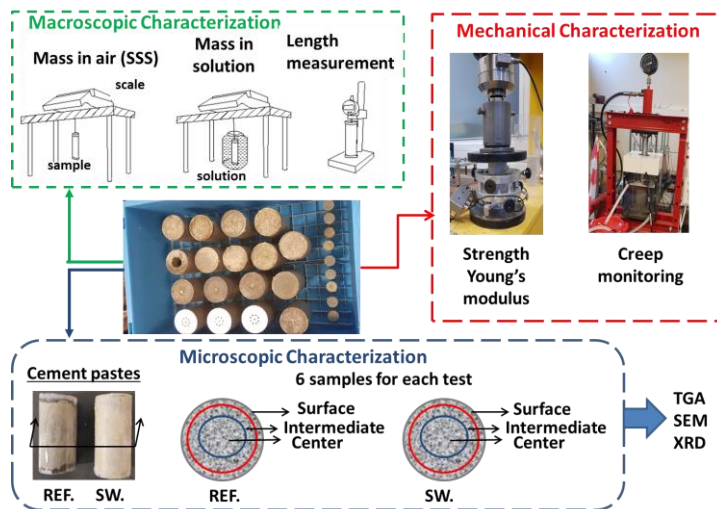 Macroscopic Characterization
Mass in air (SSS)
Mass in
solution
Length
measurement
scale
sample
solution
Mechanical Characterization
Strength
Young's
modulus
Creep
monitoring
Microscopic Characterization
Cement pastes
6 samples for each test
REF.
SW.
Surface
Intermediate
Center
REF.
Surface
Intermediate
Center
SW.
TGA
SEM
XRD